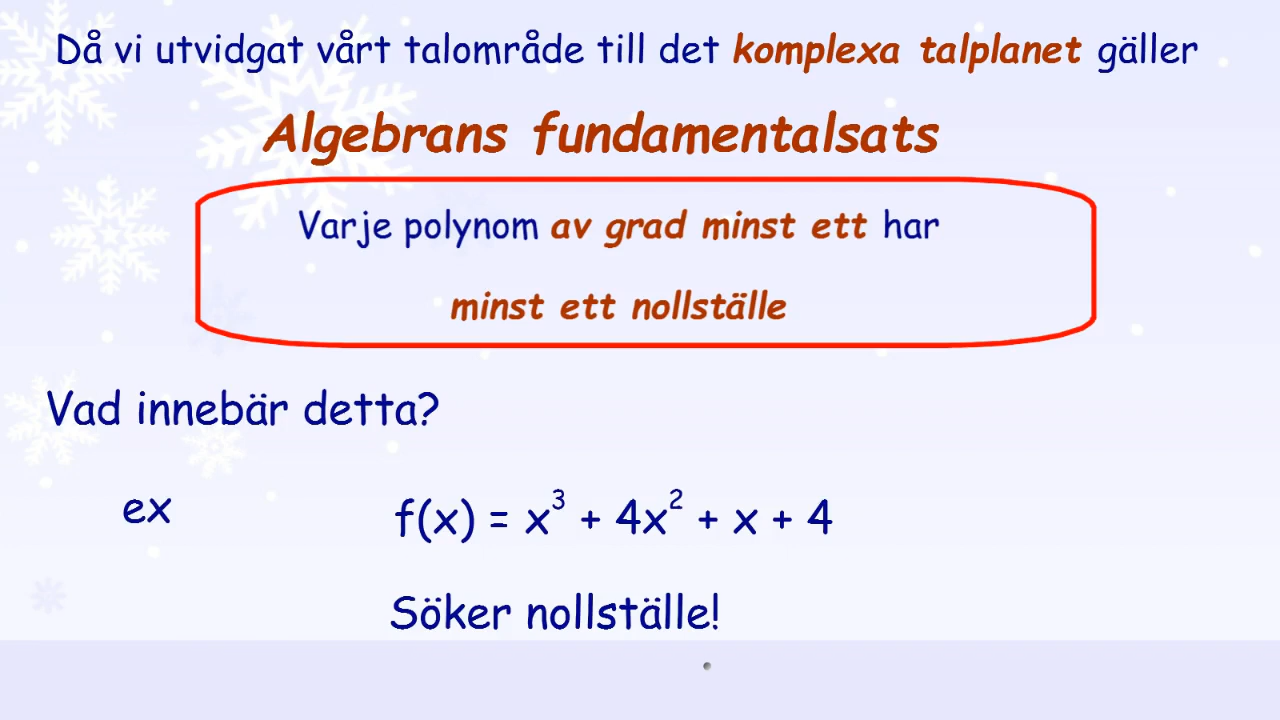 Då vi utvidgat vårt talområde till det komplexa talplanet gäller
Algebrans fundamentalsats
Varje polynom av grad minst ett har
minst ett nollställe
Vad innebär detta?
ex f(x) = x³ + 4x² + x + 4
Söker nollställe!